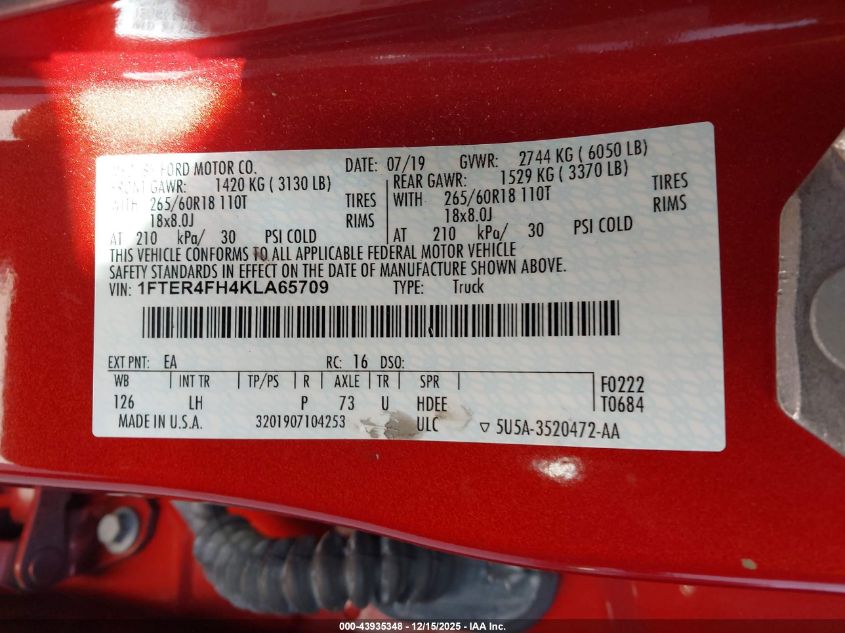 FORD MOTOR CO. DATE: 07/19 GVWR: 2744 KG ( 6050 LB)
FRONT GAWR: 1420 KG ( 3130 LB) REAR GAWR: 1529 KG ( 3370 LB)
WITH 265/60R18 110T TIRES WITH 265/60R18 110T TIRES
18x8.0J RIMS 18x8.0J RIMS
AT 210 kPa/ 30 PSI COLD AT 210 kPa/ 30 PSI COLD
THIS VEHICLE CONFORMS TO ALL APPLICABLE FEDERAL MOTOR VEHICLE
SAFETY STANDARDS IN EFFECT ON THE DATE OF MANUFACTURE SHOWN ABOVE.
VIN: 1FTER4FH4KLA65709 TYPE: Truck
EXT PNT: EA RC: 16 DSO:
WB INT TR TP/PS R AXLE TR SPR F0222
126 LH P 73 U HDEE T0684
MADE IN U.S.A. 3201907104253 ULC ▽ 5U5A-3520472-AA
000-43935348 - 12/15/2025 - IAA Inc.